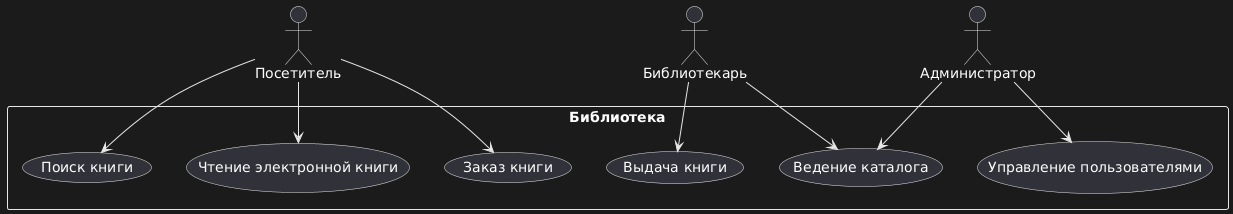 Посетитель
Библиотекарь
Администратор
Библиотека
Поиск книги
Чтение электронной книги
Заказ книги
Выдача книги
Ведение каталога
Управление пользователями